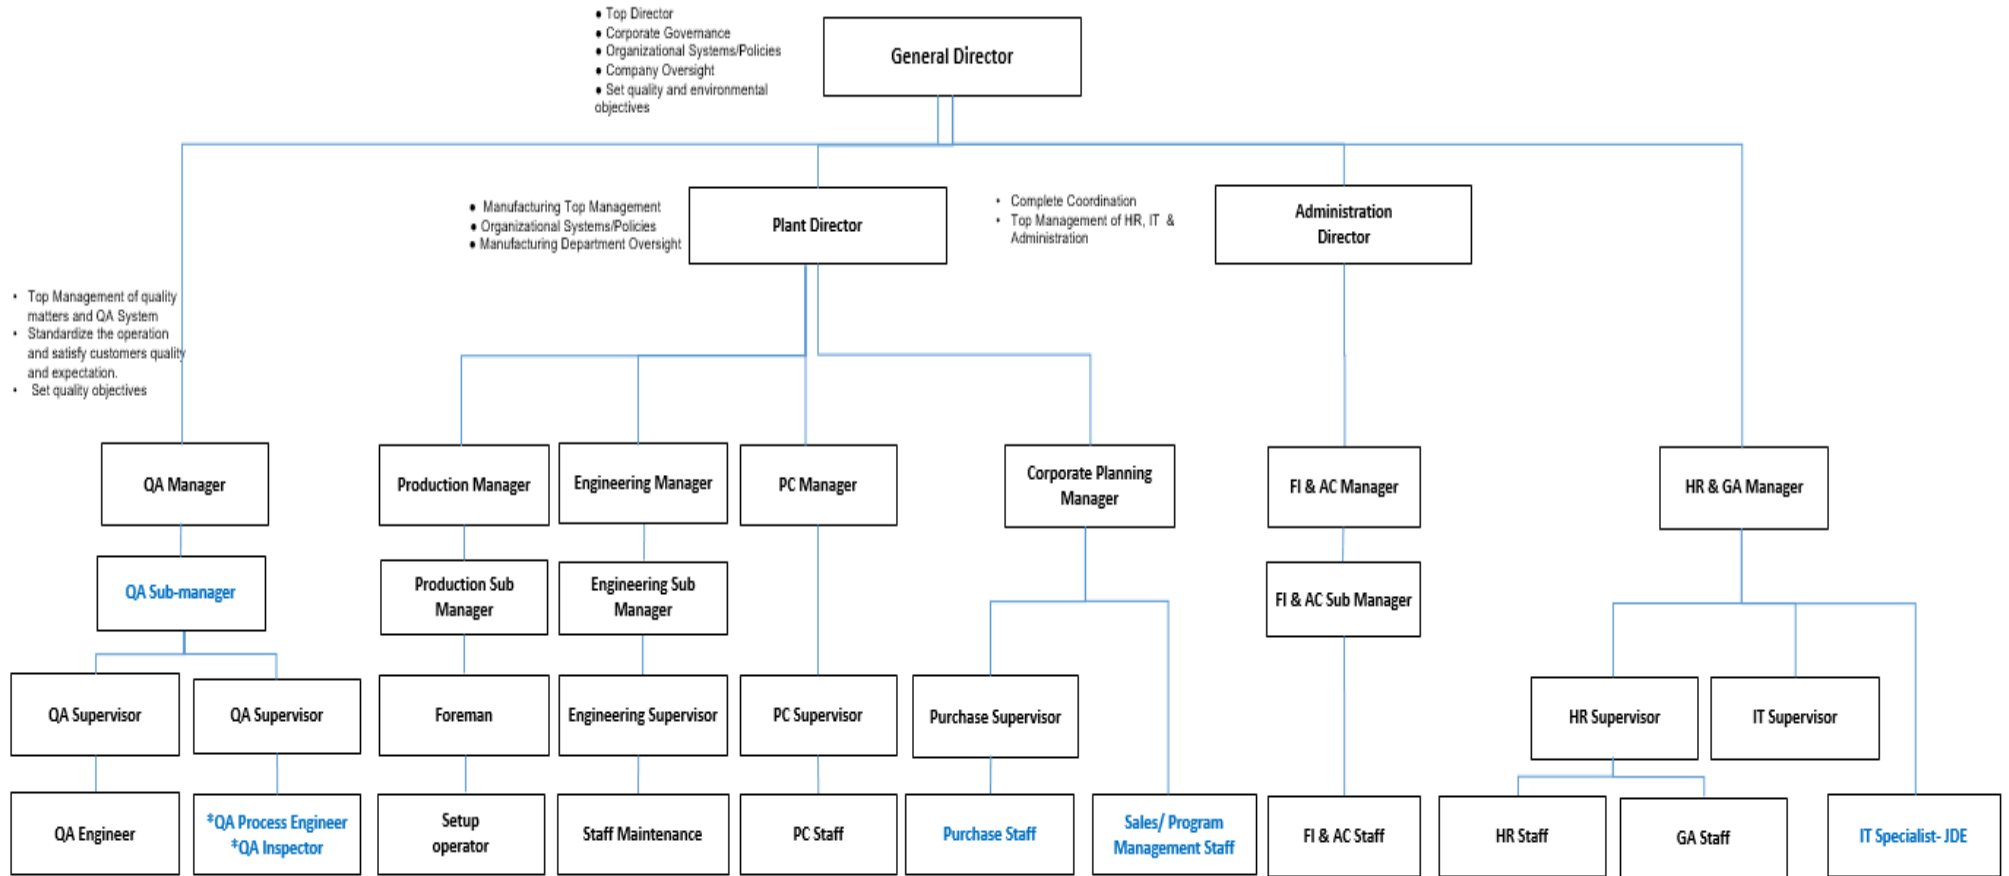 ● Top Director
● Corporate Governance
● Organizational Systems/Policies
● Company Oversight
● Set quality and environmental
objectives
General Director
● Manufacturing Top Management
● Organizational Systems/Policies
● Manufacturing Department Oversight
Plant Director
• Complete Coordination
• Top Management of HR, IT &
Administration
Administration
Director
• Top Management of quality
matters and QA System
• Standardize the operation
and satisfy customers quality
and expectation.
• Set quality objectives
QA Manager
Production Manager
Engineering Manager
PC Manager
Corporate Planning
Manager
FI & AC Manager
HR & GA Manager
QA Sub-manager
Production Sub
Manager
Engineering Sub
Manager
FI & AC Sub Manager
QA Supervisor
QA Supervisor
Foreman
Engineering Supervisor
PC Supervisor
Purchase Supervisor
HR Supervisor
IT Supervisor
QA Engineer
*QA Process Engineer
*QA Inspector
Setup
operator
Staff Maintenance
PC Staff
Purchase Staff
Sales/ Program
Management Staff
FI & AC Staff
HR Staff
GA Staff
IT Specialist- JDE